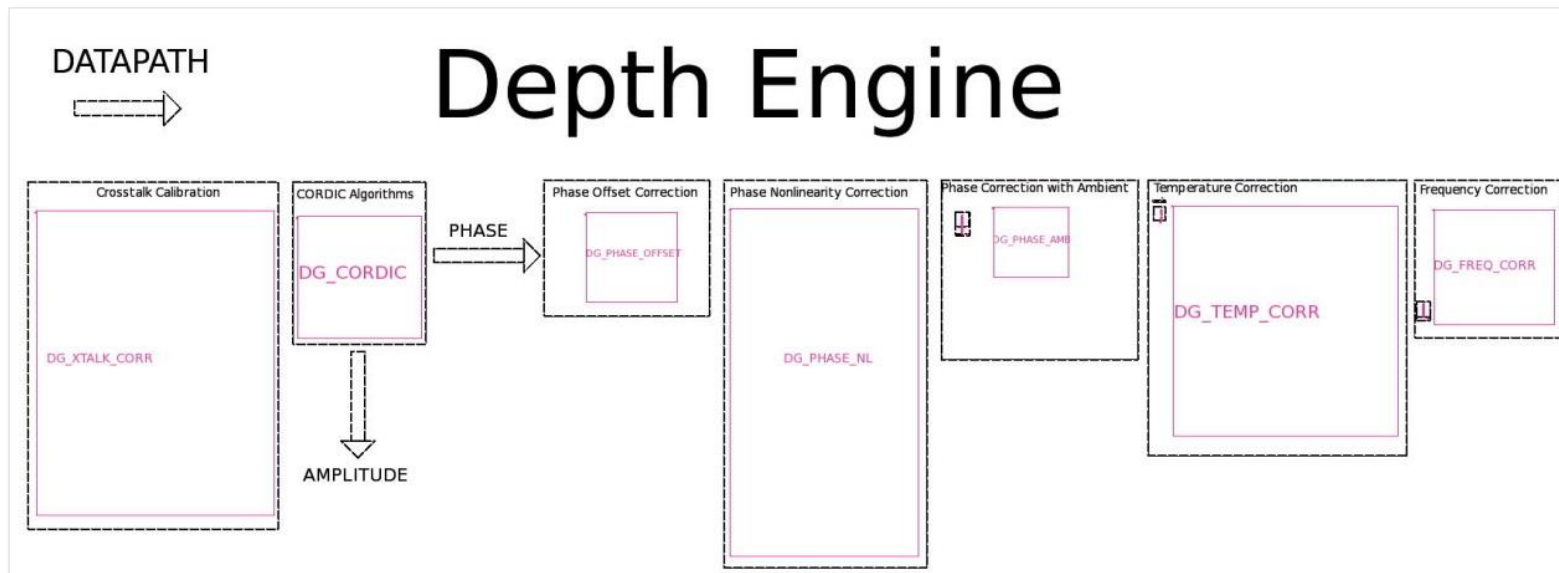 DATAPATH
Depth Engine
Crosstalk Calibration
DG_XTALK_CORR
CORDIC Algorithms
DG_CORDIC
PHASE
AMPLITUDE
Phase Offset Correction
DG_PHASE_OFFSET
Phase Nonlinearity Correction
DG_PHASE_NL
Phase Correction with Ambient
DG_PHASE_AMB
Temperature Correction
DG_TEMP_CORR
Frequency Correction
DG_FREQ_CORR